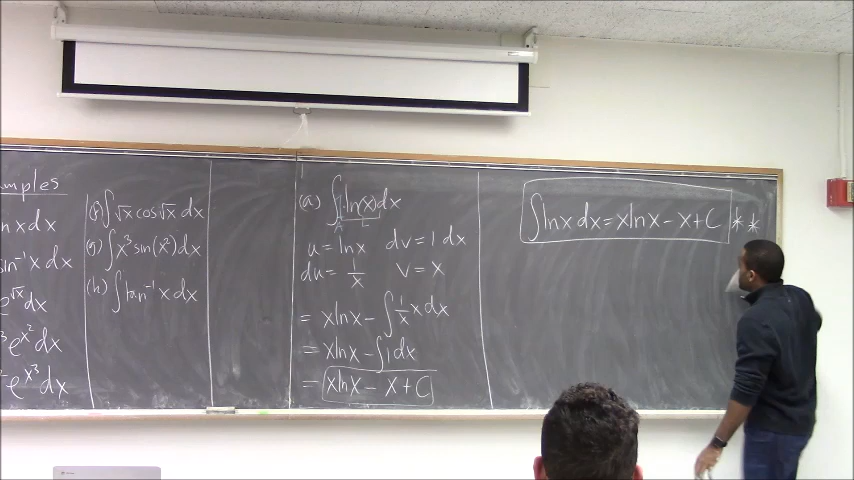 amples
n x dx
in⁻¹ x dx
e^√x dx
³ e^x² dx
² e^x³ dx
(f) ∫ √x cos √x dx
(g) ∫ x³ sin(x²) dx
(h) ∫ tan⁻¹ x dx
(a) ∫ 1·ln(x) dx
A L
u = ln x dv = 1 dx
du = 1/x v = x
= x ln x - ∫ 1/x x dx
= x ln x - ∫ 1 dx
= x ln x - x + C
∫ ln x dx = x ln x - x + C **